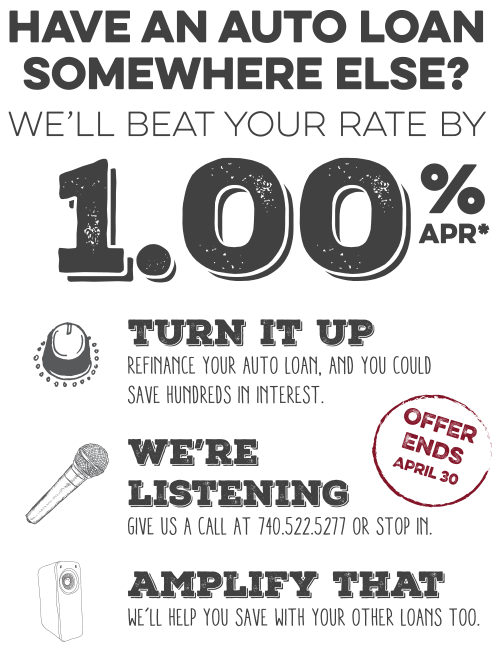 HAVE AN AUTO LOAN
SOMEWHERE ELSE?
WE'LL BEAT YOUR RATE BY
1.00%
APR*
TURN IT UP
REFINANCE YOUR AUTO LOAN, AND YOU COULD
SAVE HUNDREDS IN INTEREST.
OFFER
ENDS
APRIL 30
WE'RE
LISTENING
GIVE US A CALL AT 740.522.5277 OR STOP IN.
AMPLIFY THAT
WE'LL HELP YOU SAVE WITH YOUR OTHER LOANS TOO.